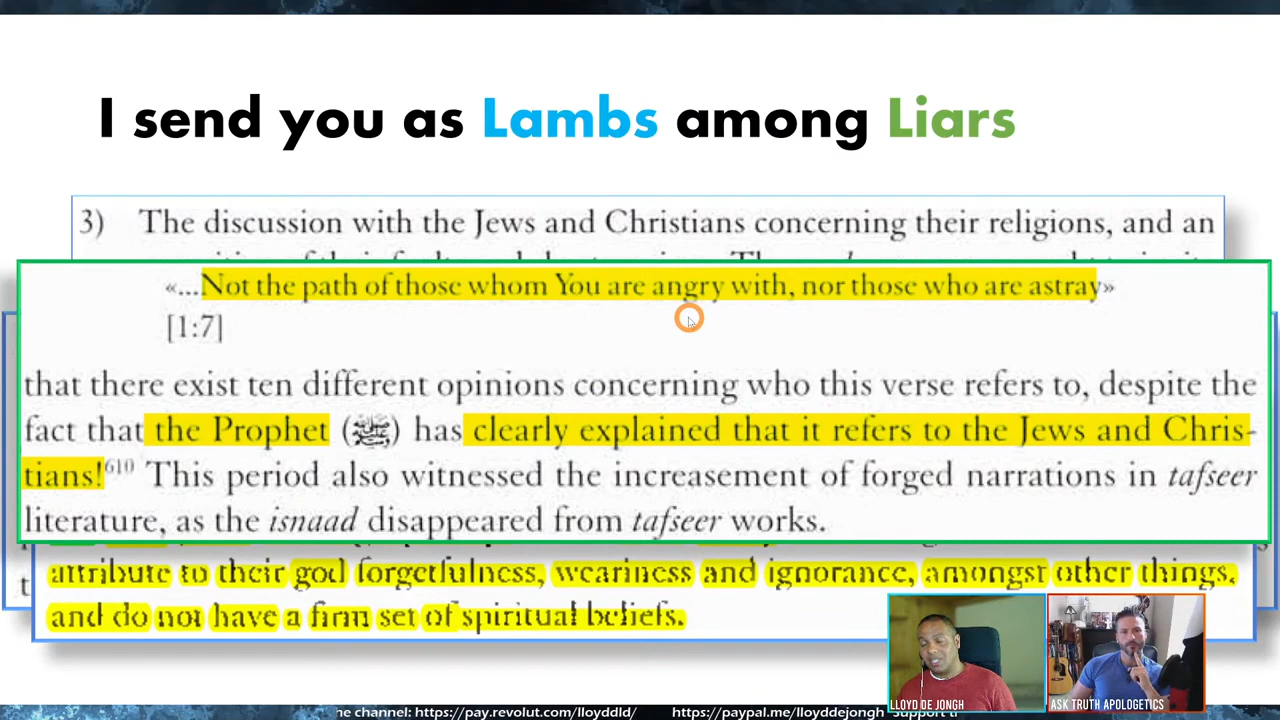 I send you as Lambs among Liars
3) The discussion with the Jews and Christians concerning their religions, and an
«...Not the path of those whom You are angry with, nor those who are astray»
[1:7]
that there exist ten different opinions concerning who this verse refers to, despite the
fact that the Prophet (ﷺ) has clearly explained that it refers to the Jews and Chris-
tians!610 This period also witnessed the increasement of forged narrations in tafseer
literature, as the isnaad disappeared from tafseer works.
attribute to their god forgetfulness, weariness and ignorance, amongst other things,
and do not have a firm set of spiritual beliefs.
LLOYD DE JONGH
ASK TRUTH APOLOGETICS
ne channel: https://pay.revolut.com/lloyddld/ https://paypal.me/lloyddejongh